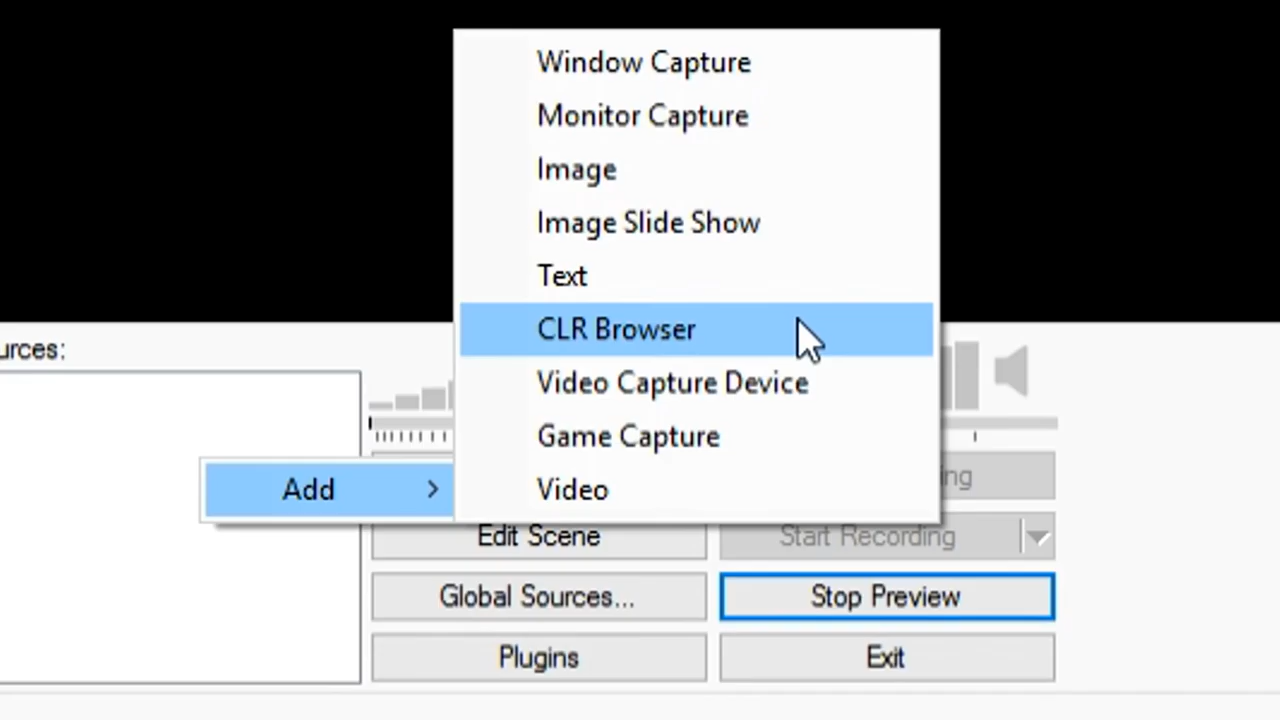 Window Capture
Monitor Capture
Image
Image Slide Show
Text
CLR Browser
Video Capture Device
Game Capture
Video
urces:
Add
ing
Edit Scene
Start Recording
Global Sources...
Stop Preview
Plugins
Exit